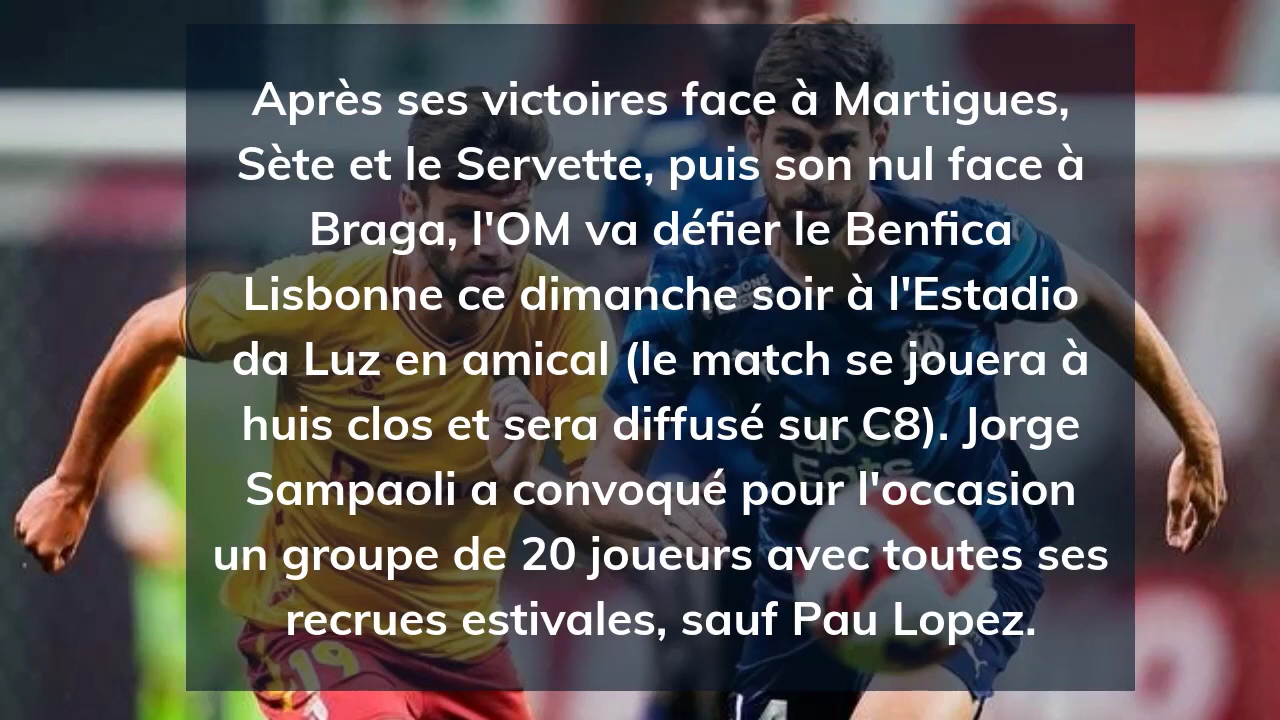 Après ses victoires face à Martigues,
Sète et le Servette, puis son nul face à
Braga, l'OM va défier le Benfica
Lisbonne ce dimanche soir à l'Estadio
da Luz en amical (le match se jouera à
huis clos et sera diffusé sur C8). Jorge
Sampaoli a convoqué pour l'occasion
un groupe de 20 joueurs avec toutes ses
recrues estivales, sauf Pau Lopez.
Eats
19